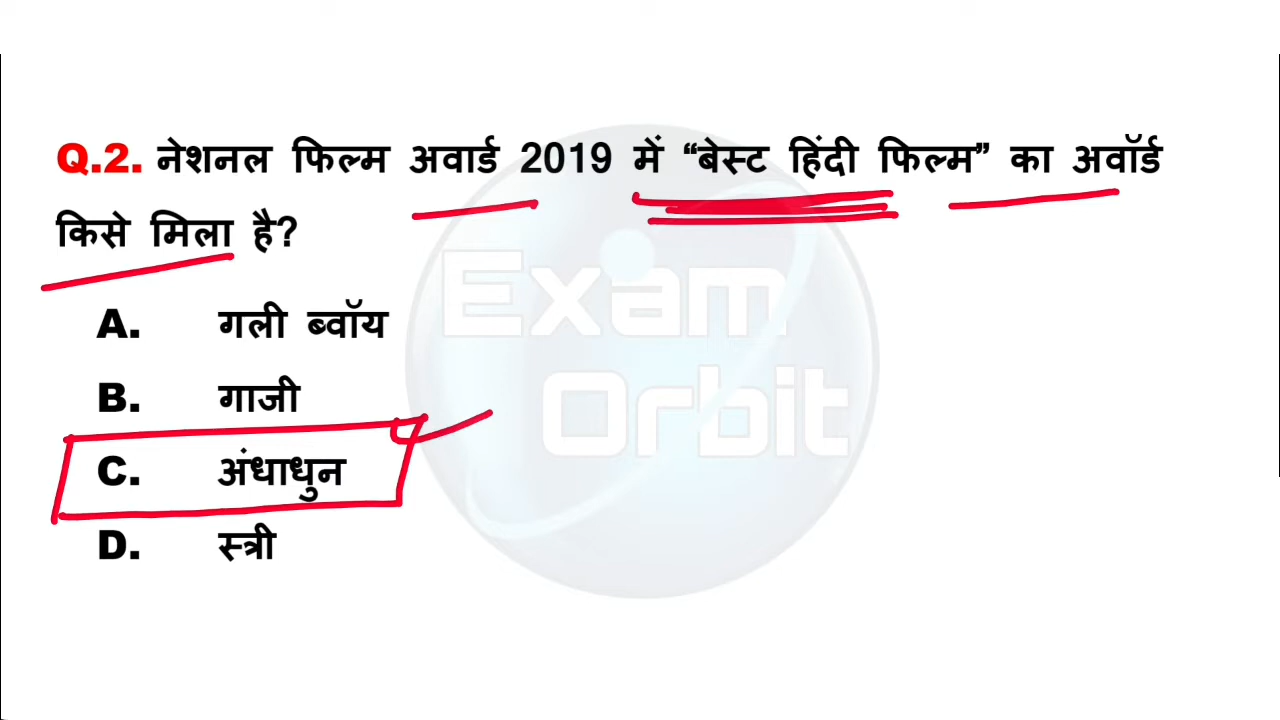 Q.2. नेशनल फिल्म अवार्ड 2019 में “बेस्ट हिंदी फिल्म” का अवॉर्ड
किसे मिला है?
A. गली ब्वॉय
B. गाजी
C. अंधाधुन
D. स्त्री
Exam
Orbit